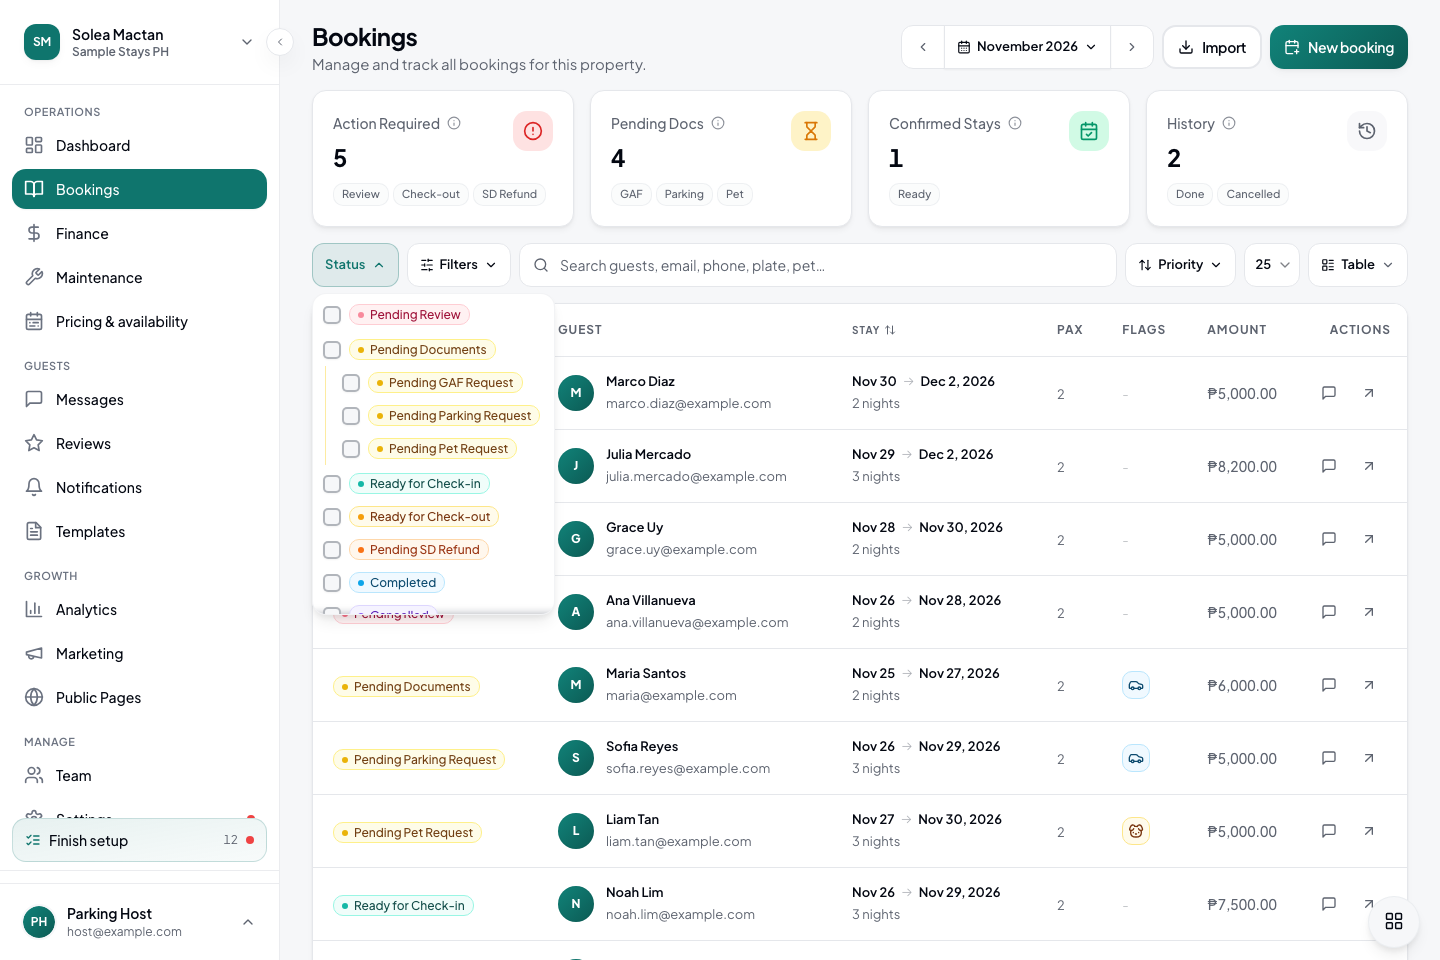 SM
Solea Mactan
Sample Stays PH
OPERATIONS
Dashboard
Bookings
Finance
Maintenance
Pricing & availability
GUESTS
Messages
Reviews
Notifications
Templates
GROWTH
Analytics
Marketing
Public Pages
MANAGE
Team
Settings
Finish setup 12
PH
Parking Host
host@example.com
Bookings
Manage and track all bookings for this property.
November 2026
Import
New booking
Action Required
5
Review Check-out SD Refund
Pending Docs
4
GAF Parking Pet
Confirmed Stays
1
Ready
History
2
Done Cancelled
Status
Filters
Search guests, email, phone, plate, pet...
Priority
25
Table
Pending Review
Pending Documents
Pending GAF Request
Pending Parking Request
Pending Pet Request
Ready for Check-in
Ready for Check-out
Pending SD Refund
Completed
Cancelled
GUEST STAY PAX FLAGS AMOUNT ACTIONS
M Marco Diaz Nov 30 → Dec 2, 2026
marco.diaz@example.com 2 nights 2 - ₱5,000.00
J Julia Mercado Nov 29 → Dec 2, 2026
julia.mercado@example.com 3 nights 2 - ₱8,200.00
G Grace Uy Nov 28 → Nov 30, 2026
grace.uy@example.com 2 nights 2 - ₱5,000.00
Pending Review A Ana Villanueva Nov 26 → Nov 28, 2026
ana.villanueva@example.com 2 nights 2 - ₱5,000.00
Pending Documents M Maria Santos Nov 25 → Nov 27, 2026
maria@example.com 2 nights 2 ₱6,000.00
Pending Parking Request S Sofia Reyes Nov 26 → Nov 29, 2026
sofia.reyes@example.com 3 nights 2 ₱5,000.00
Pending Pet Request L Liam Tan Nov 27 → Nov 30, 2026
liam.tan@example.com 3 nights 2 ₱5,000.00
Ready for Check-in N Noah Lim Nov 26 → Nov 29, 2026
noah.lim@example.com 3 nights 2 - ₱7,500.00